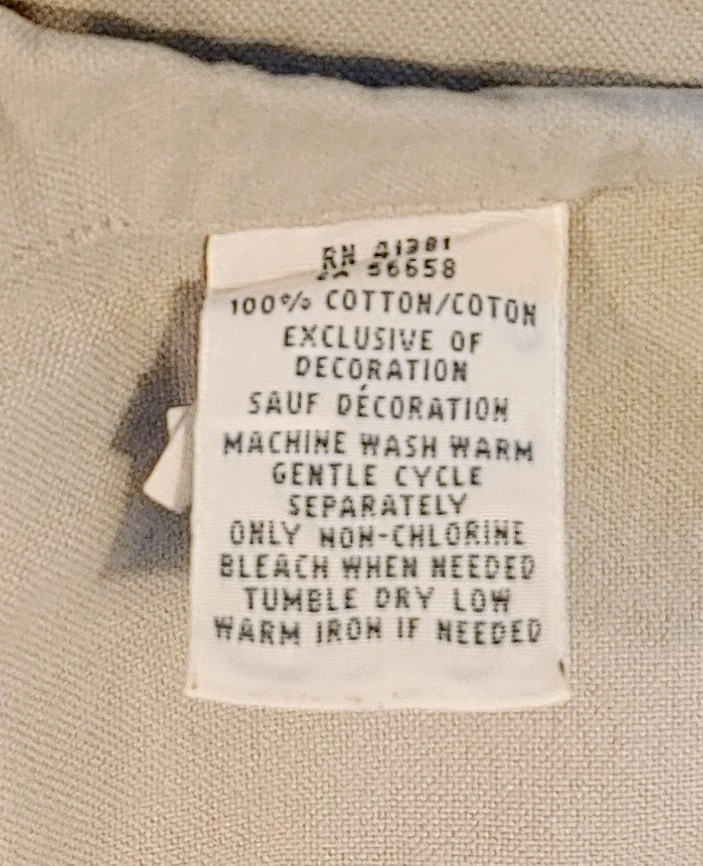 RN 41381
CA 56658
100% COTTON/COTON
EXCLUSIVE OF
DECORATION
SAUF DÉCORATION
MACHINE WASH WARM
GENTLE CYCLE
SEPARATELY
ONLY NON-CHLORINE
BLEACH WHEN NEEDED
TUMBLE DRY LOW
WARM IRON IF NEEDED